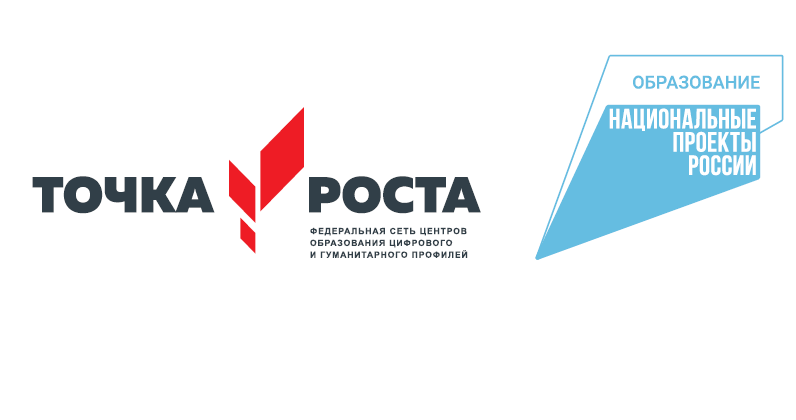 ТОЧКА РОСТА
ФЕДЕРАЛЬНАЯ СЕТЬ ЦЕНТРОВ
ОБРАЗОВАНИЯ ЦИФРОВОГО
И ГУМАНИТАРНОГО ПРОФИЛЕЙ
ОБРАЗОВАНИЕ
НАЦИОНАЛЬНЫЕ
ПРОЕКТЫ
РОССИИ